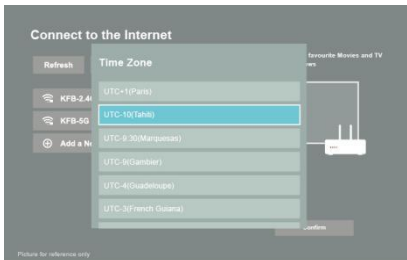 Connect to the Internet
favourite Movies and TV
Refresh
Time Zone
UTC+1(Paris)
KFB-2.4
UTC-10(Tahiti)
KFB-5G
UTC-9:30(Marquesas)
Add a Ne
UTC-9(Gambier)
UTC-4(Guadeloupe)
UTC-3(French Guiana)
Confirm
Picture for reference only